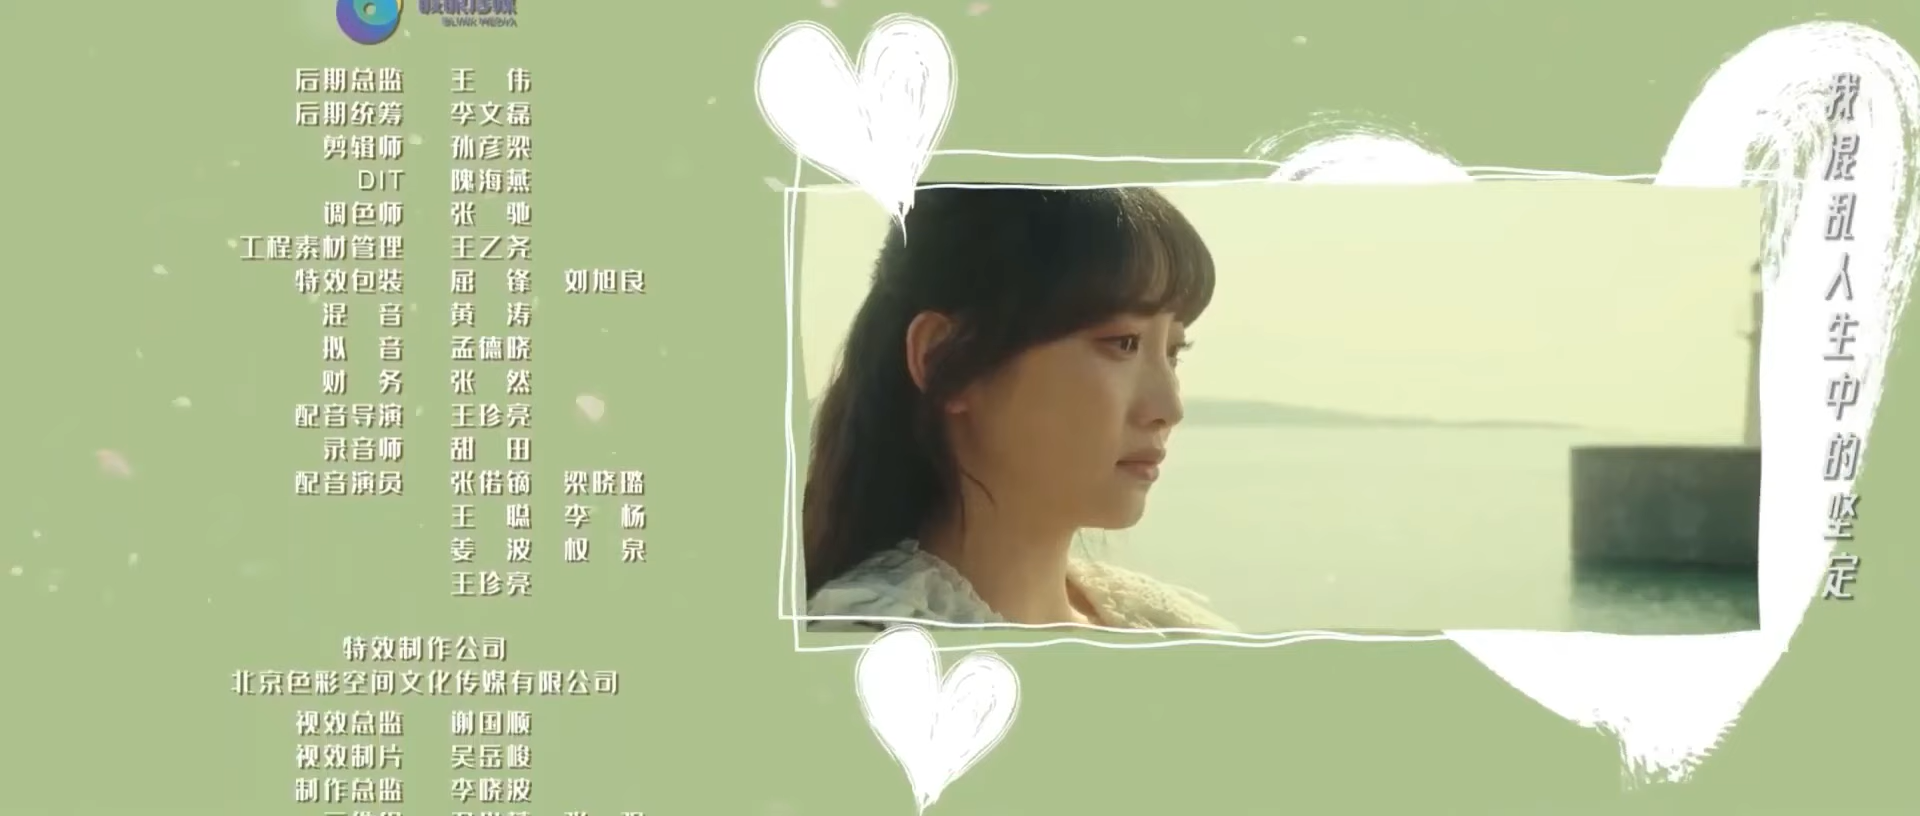 BLINK MEDIA
后期总监 王伟
后期统筹 李文磊
剪辑师 孙彦梁
DIT 隗海燕
调色师 张驰
工程素材管理 王乙尧
特效包装 屈锋 刘旭良
混音 黄涛
拟音 孟德晓
财务 张然
配音导演 王珍亮
录音师 甜田
配音演员 张偌镝 梁晓璐
王聪 李杨
姜波 权泉
王珍亮
特效制作公司
北京色彩空间文化传媒有限公司
视效总监 谢国顺
视效制片 吴岳峻
制作总监 李晓波
我混乱人生中的坚定